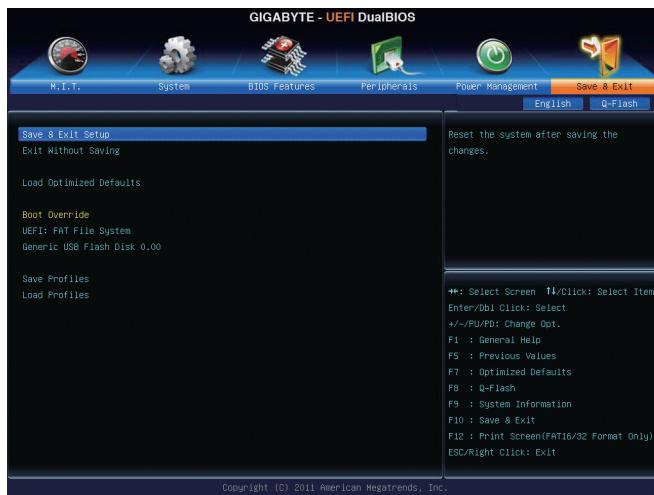 GIGABYTE - UEFI DualBIOS
M.I.T.
System
BIOS Features
Peripherals
Power Management
Save & Exit
English
Q-Flash
Save & Exit Setup
Exit Without Saving
Load Optimized Defaults
Boot Override
UEFI: FAT File System
Generic USB Flash Disk 0.00
Save Profiles
Load Profiles
Reset the system after saving the
changes.
↔: Select Screen ↑↓/Click: Select Item
Enter/Dbl Click: Select
+/-/PU/PD: Change Opt.
F1 : General Help
F5 : Previous Values
F7 : Optimized Defaults
F8 : Q-Flash
F9 : System Information
F10 : Save & Exit
F12 : Print Screen(FAT16/32 Format Only)
ESC/Right Click: Exit
Copyright (C) 2011 American Megatrends, Inc.